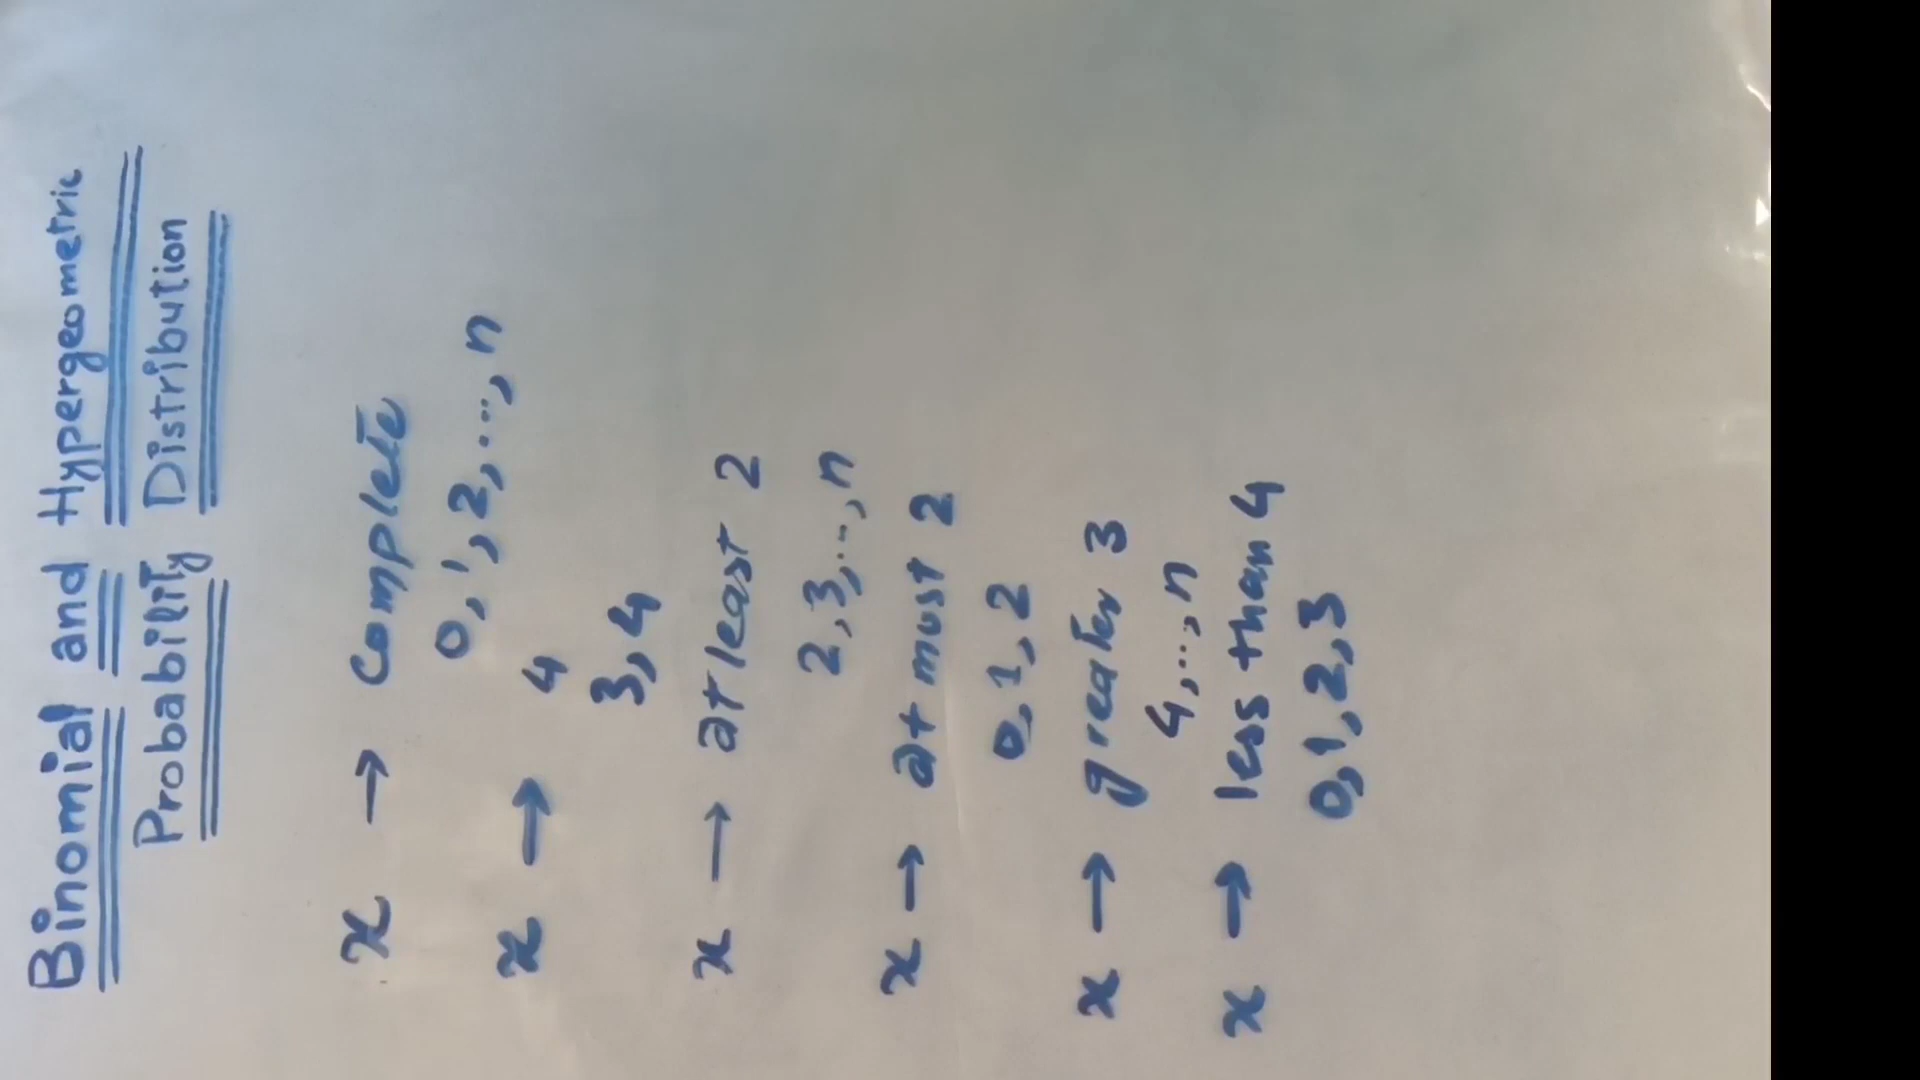 Binomial and Hypergeometric
Probability Distribution
x → complete
0, 1, 2, ..., n
x → 4
3, 4
x → at least 2
2, 3, ..., n
x → at most 2
0, 1, 2
x → greater 3
4, ..., n
x → less than 4
0, 1, 2, 3